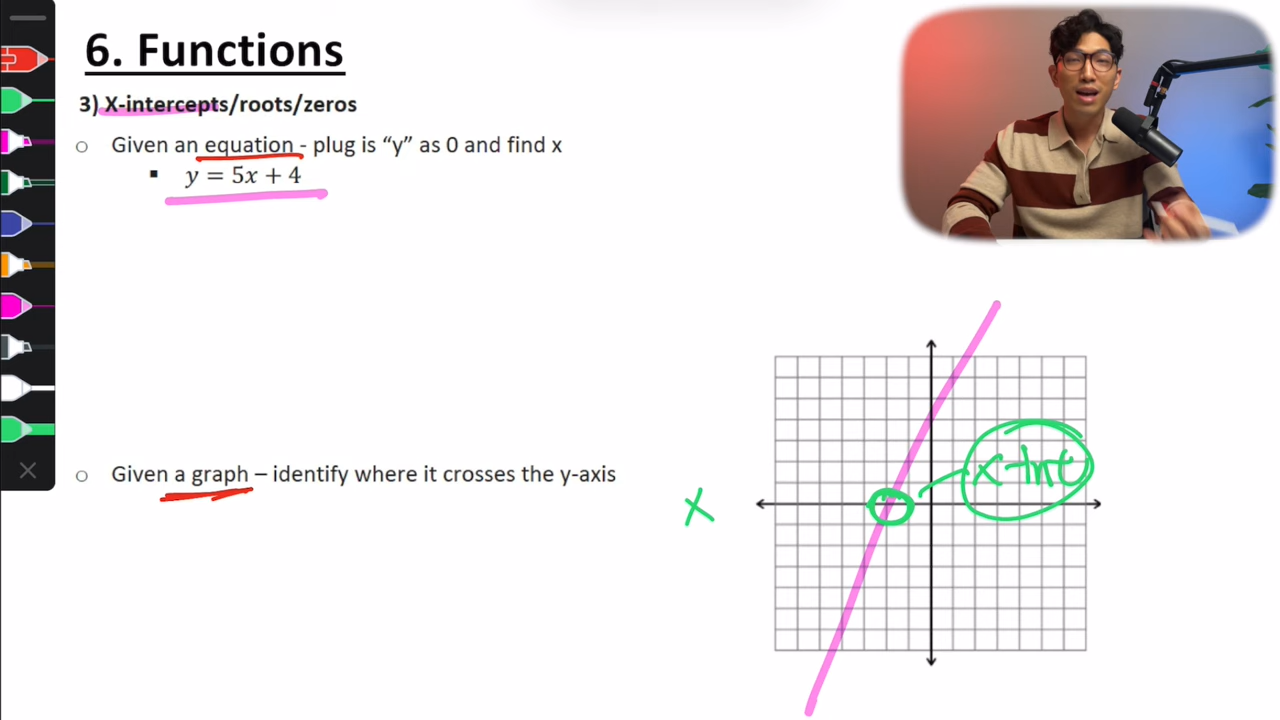 6. Functions
3) X-intercepts/roots/zeros
○ Given an equation - plug is “y” as 0 and find x
▪ y = 5x + 4
○ Given a graph – identify where it crosses the y-axis
X
x-int